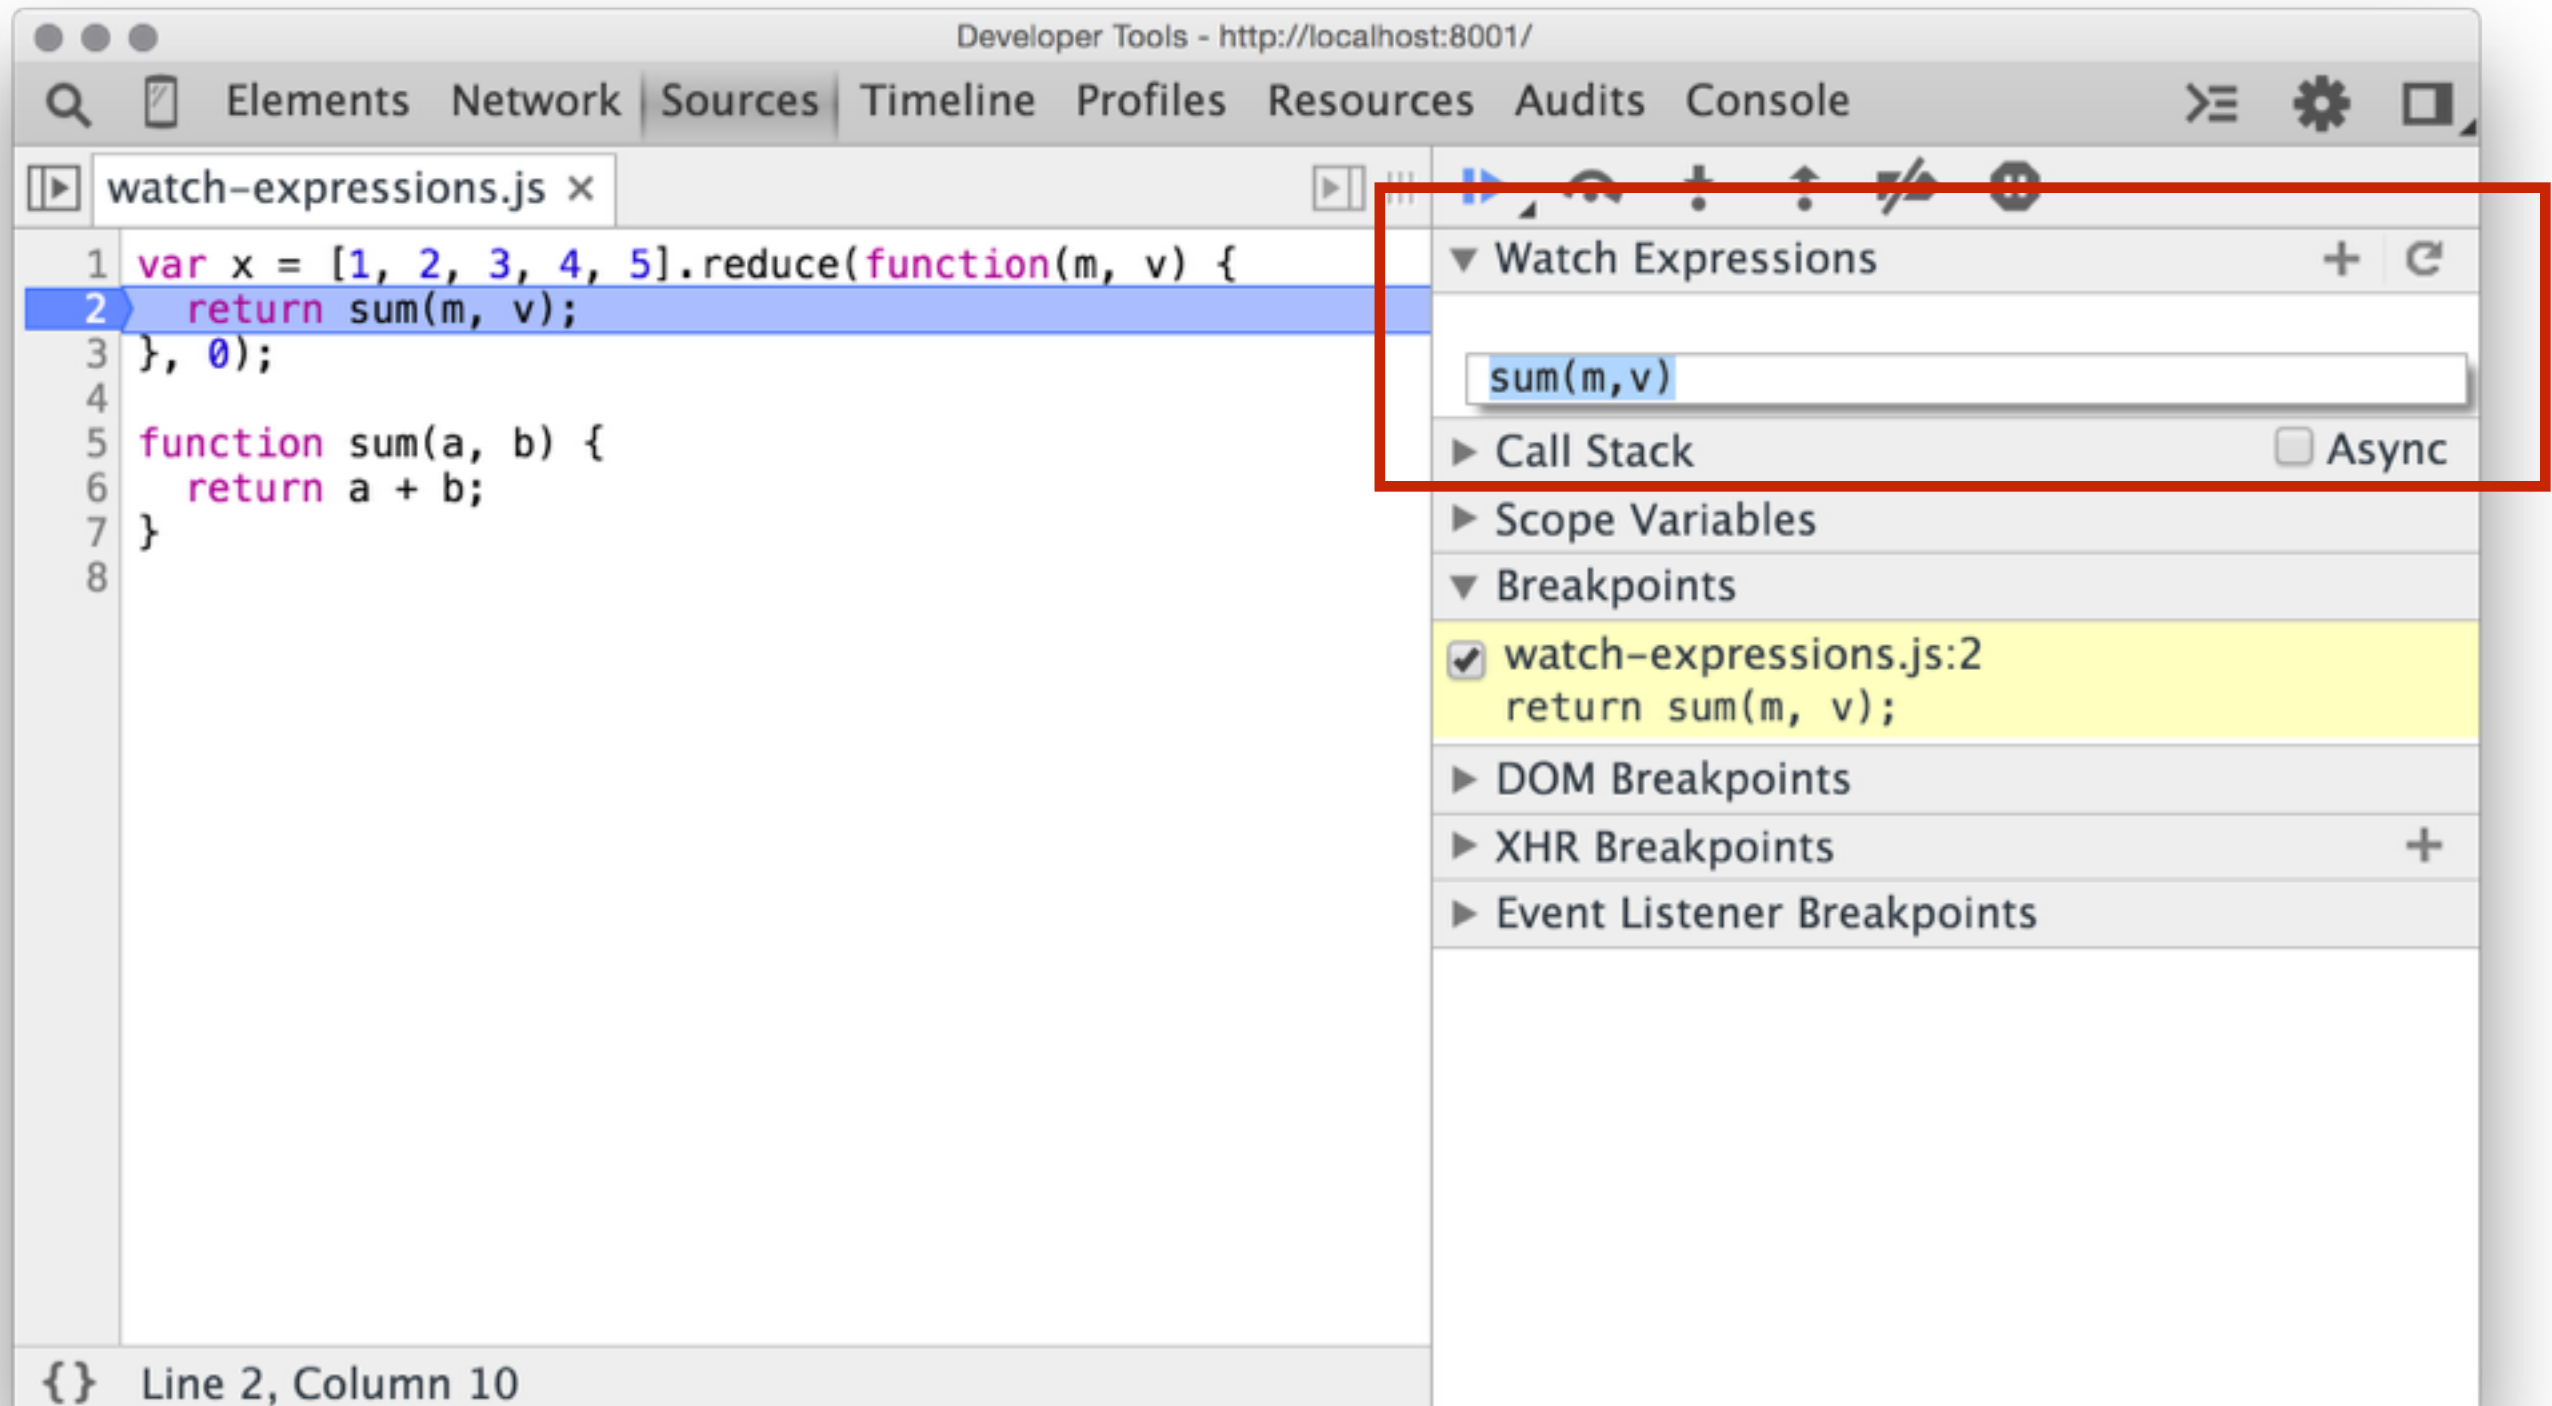 Developer Tools - http://localhost:8001/
Elements Network Sources Timeline Profiles Resources Audits Console
watch-expressions.js ×
1 var x = [1, 2, 3, 4, 5].reduce(function(m, v) {
2 return sum(m, v);
3 }, 0);
4
5 function sum(a, b) {
6 return a + b;
7 }
8
{} Line 2, Column 10
Watch Expressions
sum(m,v)
Call Stack Async
Scope Variables
Breakpoints
watch-expressions.js:2
return sum(m, v);
DOM Breakpoints
XHR Breakpoints
Event Listener Breakpoints